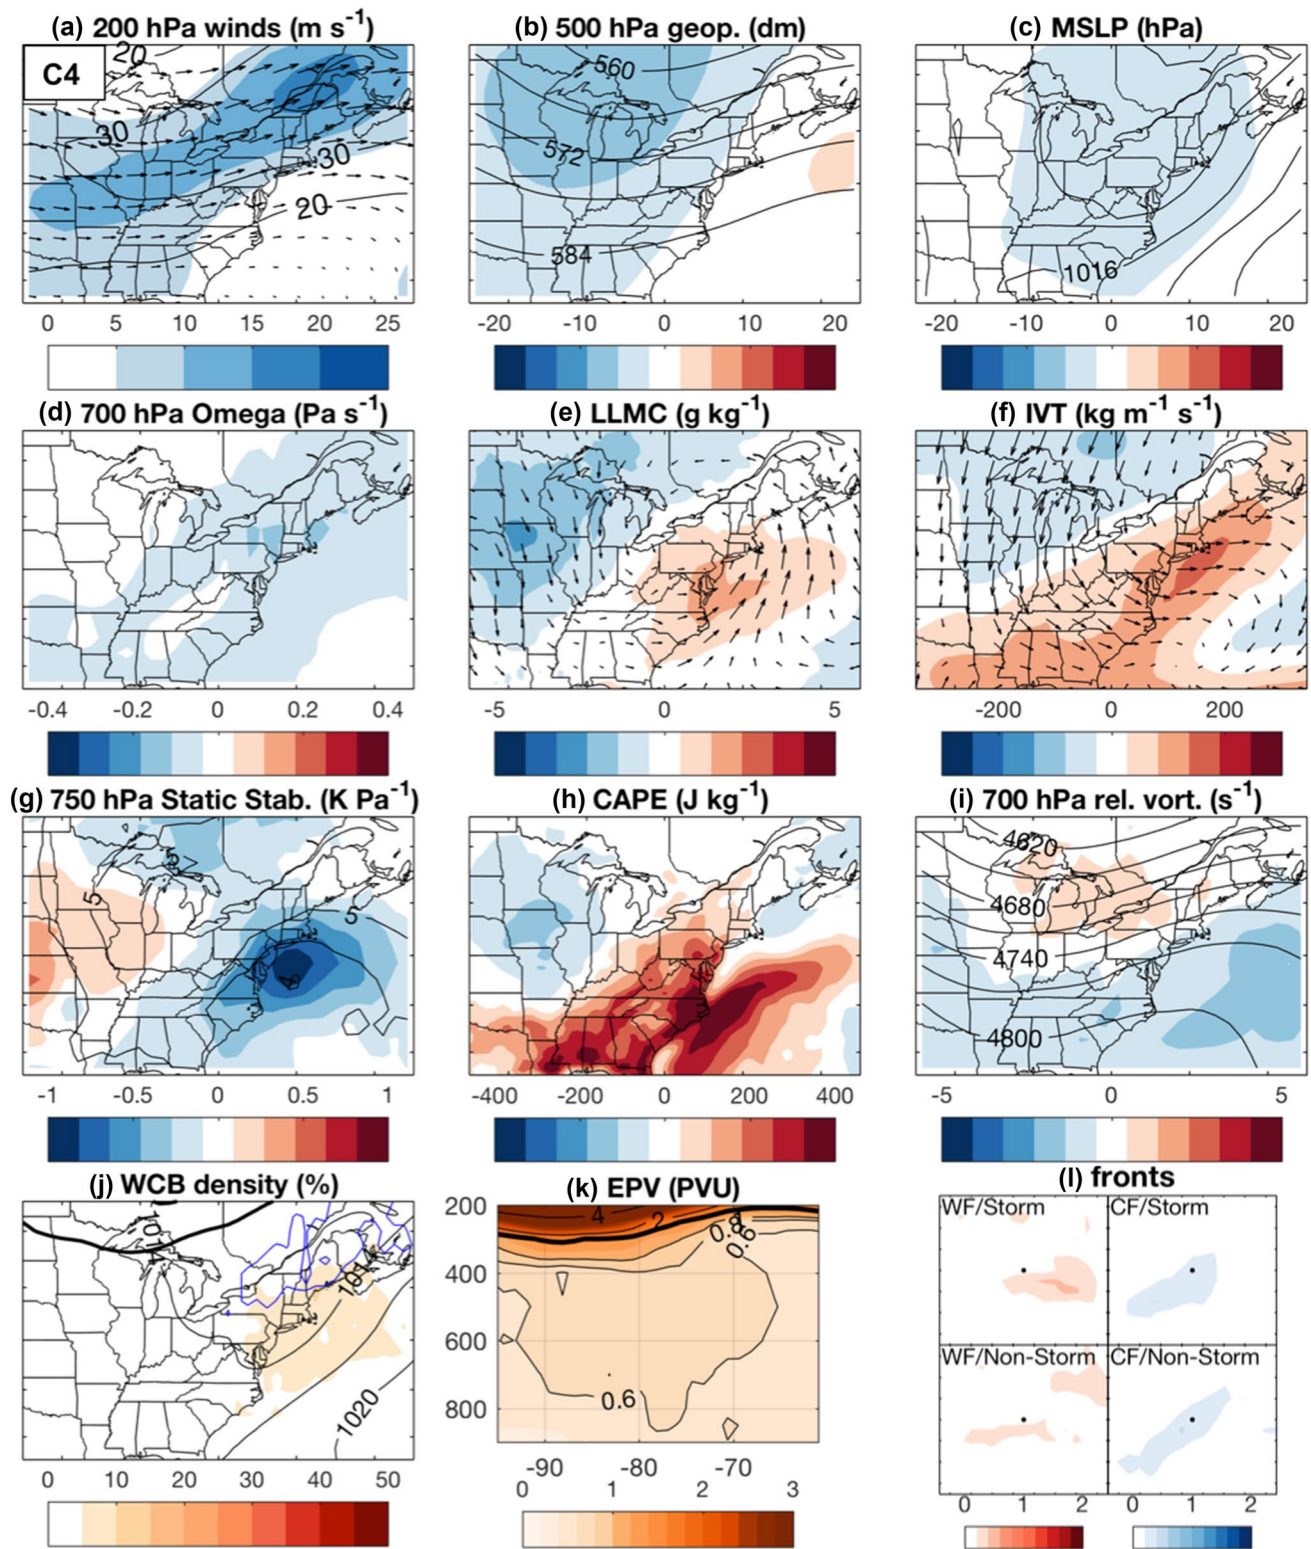 (a) 200 hPa winds (m s⁻¹)
(b) 500 hPa geop. (dm)
(c) MSLP (hPa)
C4
20
30
30
20
560
572
584
1016
0 5 10 15 20 25
-20 -10 0 10 20
-20 -10 0 10 20
(d) 700 hPa Omega (Pa s⁻¹)
(e) LLMC (g kg⁻¹)
(f) IVT (kg m⁻¹ s⁻¹)
-0.4 -0.2 0 0.2 0.4
-5 0 5
-200 0 200
(g) 750 hPa Static Stab. (K Pa⁻¹)
(h) CAPE (J kg⁻¹)
(i) 700 hPa rel. vort. (s⁻¹)
5
5
5
4620
4680
4740
4800
-1 -0.5 0 0.5 1
-400 -200 0 200 400
-5 0 5
(j) WCB density (%)
(k) EPV (PVU)
(l) fronts
1014
1020
0 10 20 30 40 50
200
400
600
800
4
2
0.6
0.6
-90 -80 -70
0 1 2 3
WF/Storm
CF/Storm
WF/Non-Storm
CF/Non-Storm
0 1 2
0 1 2